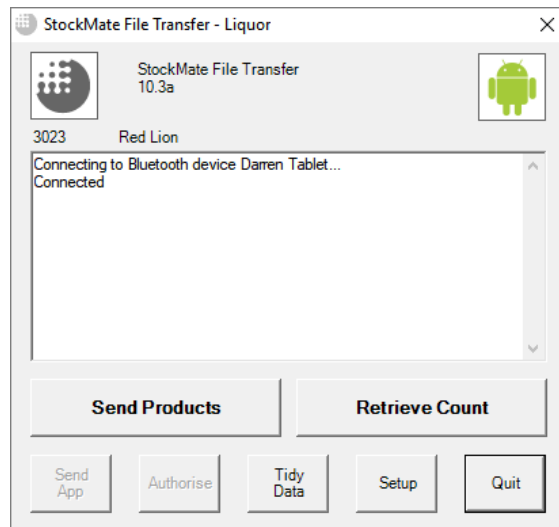 StockMate File Transfer - Liquor
StockMate File Transfer
10.3a
3023 Red Lion
Connecting to Bluetooth device Darren Tablet...
Connected
Send Products Retrieve Count
Send
App
Authorise
Tidy
Data
Setup
Quit